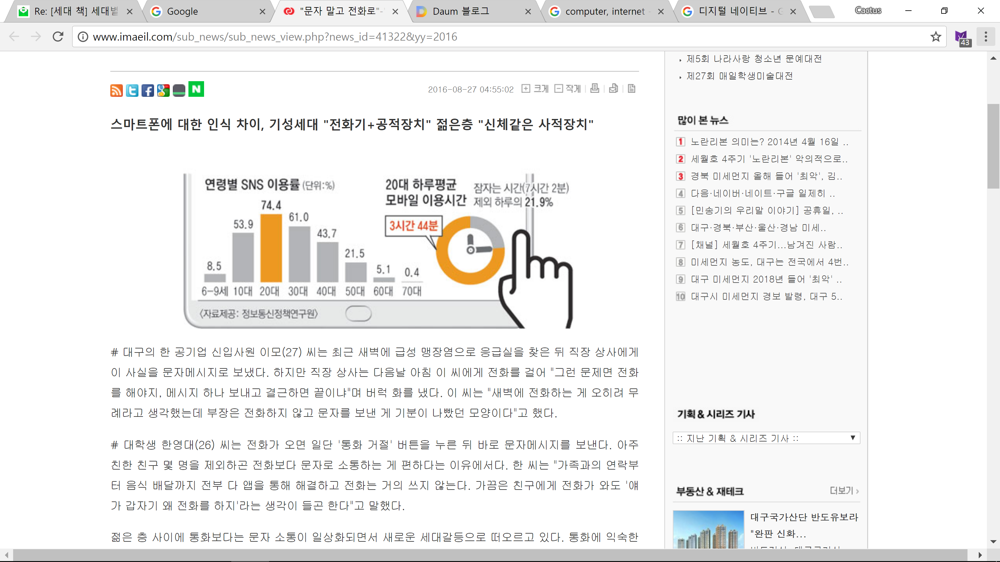 Re: [세대 책] 세대별
Google
"문자 말고 전화로"-
Daum 블로그
computer, internet -
디지털 네이티브 - G
Cactus
www.imaeil.com/sub_news/sub_news_view.php?news_id=41322&yy=2016
43
2016-08-27 04:55:02 크게 작게
스마트폰에 대한 인식 차이, 기성세대 "전화기+공적장치" 젊은층 "신체같은 사적장치"
연령별 SNS 이용률 (단위:%)
74.4
61.0
53.9
43.7
21.5
8.5
5.1
0.4
6-9세 10대 20대 30대 40대 50대 60대 70대
<자료제공: 정보통신정책연구원>
20대 하루평균
모바일 이용시간
잠자는 시간(7시간 2분)
제외 하루의 21.9%
3시간 44분
# 대구의 한 공기업 신입사원 이모(27) 씨는 최근 새벽에 급성 맹장염으로 응급실을 찾은 뒤 직장 상사에게
이 사실을 문자메시지로 보냈다. 하지만 직장 상사는 다음날 아침 이 씨에게 전화를 걸어 "그런 문제면 전화
를 해야지, 메시지 하나 보내고 결근하면 끝이냐"며 버럭 화를 냈다. 이 씨는 "새벽에 전화하는 게 오히려 무
례라고 생각했는데 부장은 전화하지 않고 문자를 보낸 게 기분이 나빴던 모양이다"고 했다.
# 대학생 한영대(26) 씨는 전화가 오면 일단 '통화 거절' 버튼을 누른 뒤 바로 문자메시지를 보낸다. 아주
친한 친구 몇 명을 제외하곤 전화보다 문자로 소통하는 게 편하다는 이유에서다. 한 씨는 "가족과의 연락부
터 음식 배달까지 전부 다 앱을 통해 해결하고 전화는 거의 쓰지 않는다. 가끔은 친구에게 전화가 와도 '얘
가 갑자기 왜 전화를 하지'라는 생각이 들곤 한다"고 말했다.
젊은 층 사이에 통화보다는 문자 소통이 일상화되면서 새로운 세대갈등으로 떠오르고 있다. 통화에 익숙한
제5회 나라사랑 청소년 문예대전
제27회 매일학생미술대전
많이 본 뉴스
1 노란리본 의미는? 2014년 4월 16일 ..
2 세월호 4주기 '노란리본' 악의적으로..
3 경북 미세먼지 올해 들어 '최악', 김..
4 다음·네이버·네이트·구글 일제히 ..
5 [민송기의 우리말 이야기] 공휴일, ..
6 대구·경북·부산·울산·경남 미세..
7 [채널] 세월호 4주기...남겨진 사람..
8 미세먼지 농도, 대구는 전국에서 4번..
9 대구 미세먼지 2018년 들어 '최악' ..
10 대구시 미세먼지 경보 발령, 대구 5..
기획 & 시리즈 기사
:: 지난 기획 & 시리즈 기사 ::
부동산 & 재테크 더보기
대구국가산단 반도유보라
"완판 신화...